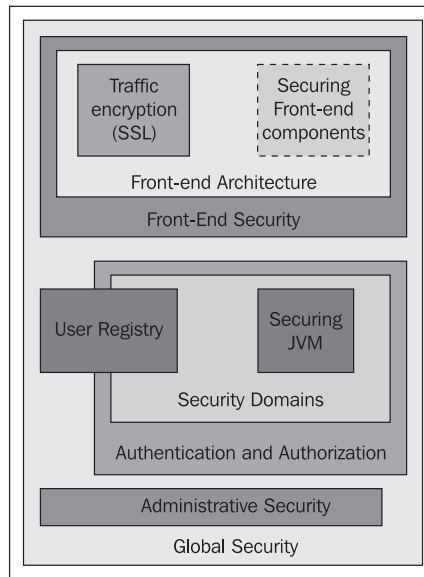 Traffic
encryption
(SSL)
Securing
Front-end
components
Front-end Architecture
Front-End Security
User Registry
Securing
JVM
Security Domains
Authentication and Authorization
Administrative Security
Global Security